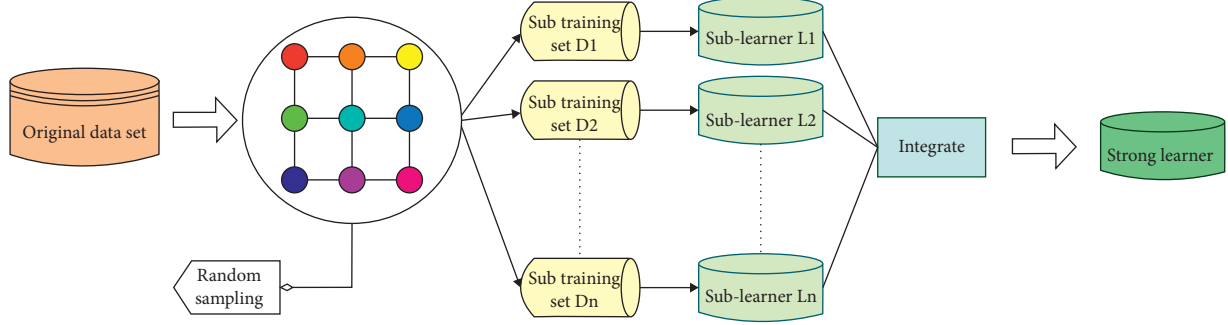 Original data set
Random
sampling
Sub training
set D1
Sub training
set D2
Sub training
set Dn
Sub-learner L1
Sub-learner L2
Sub-learner Ln
Integrate
Strong learner